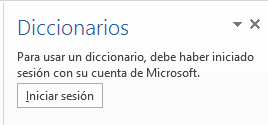 Diccionarios
Para usar un diccionario, debe haber iniciado
sesión con su cuenta de Microsoft.
Iniciar sesión